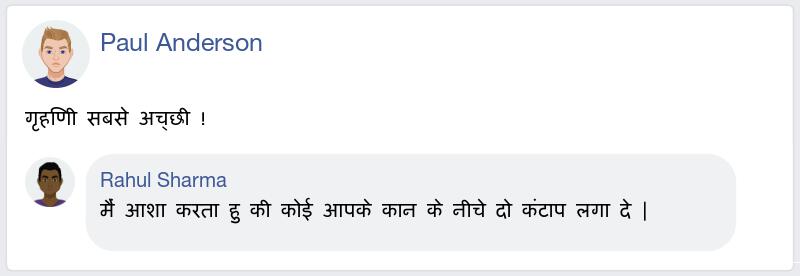 Paul Anderson
गृहणिी सबसे अच्छी !
Rahul Sharma
मैं आशा करता हु की कोई आपके कान के नीचे दो कंटाप लगा दे |